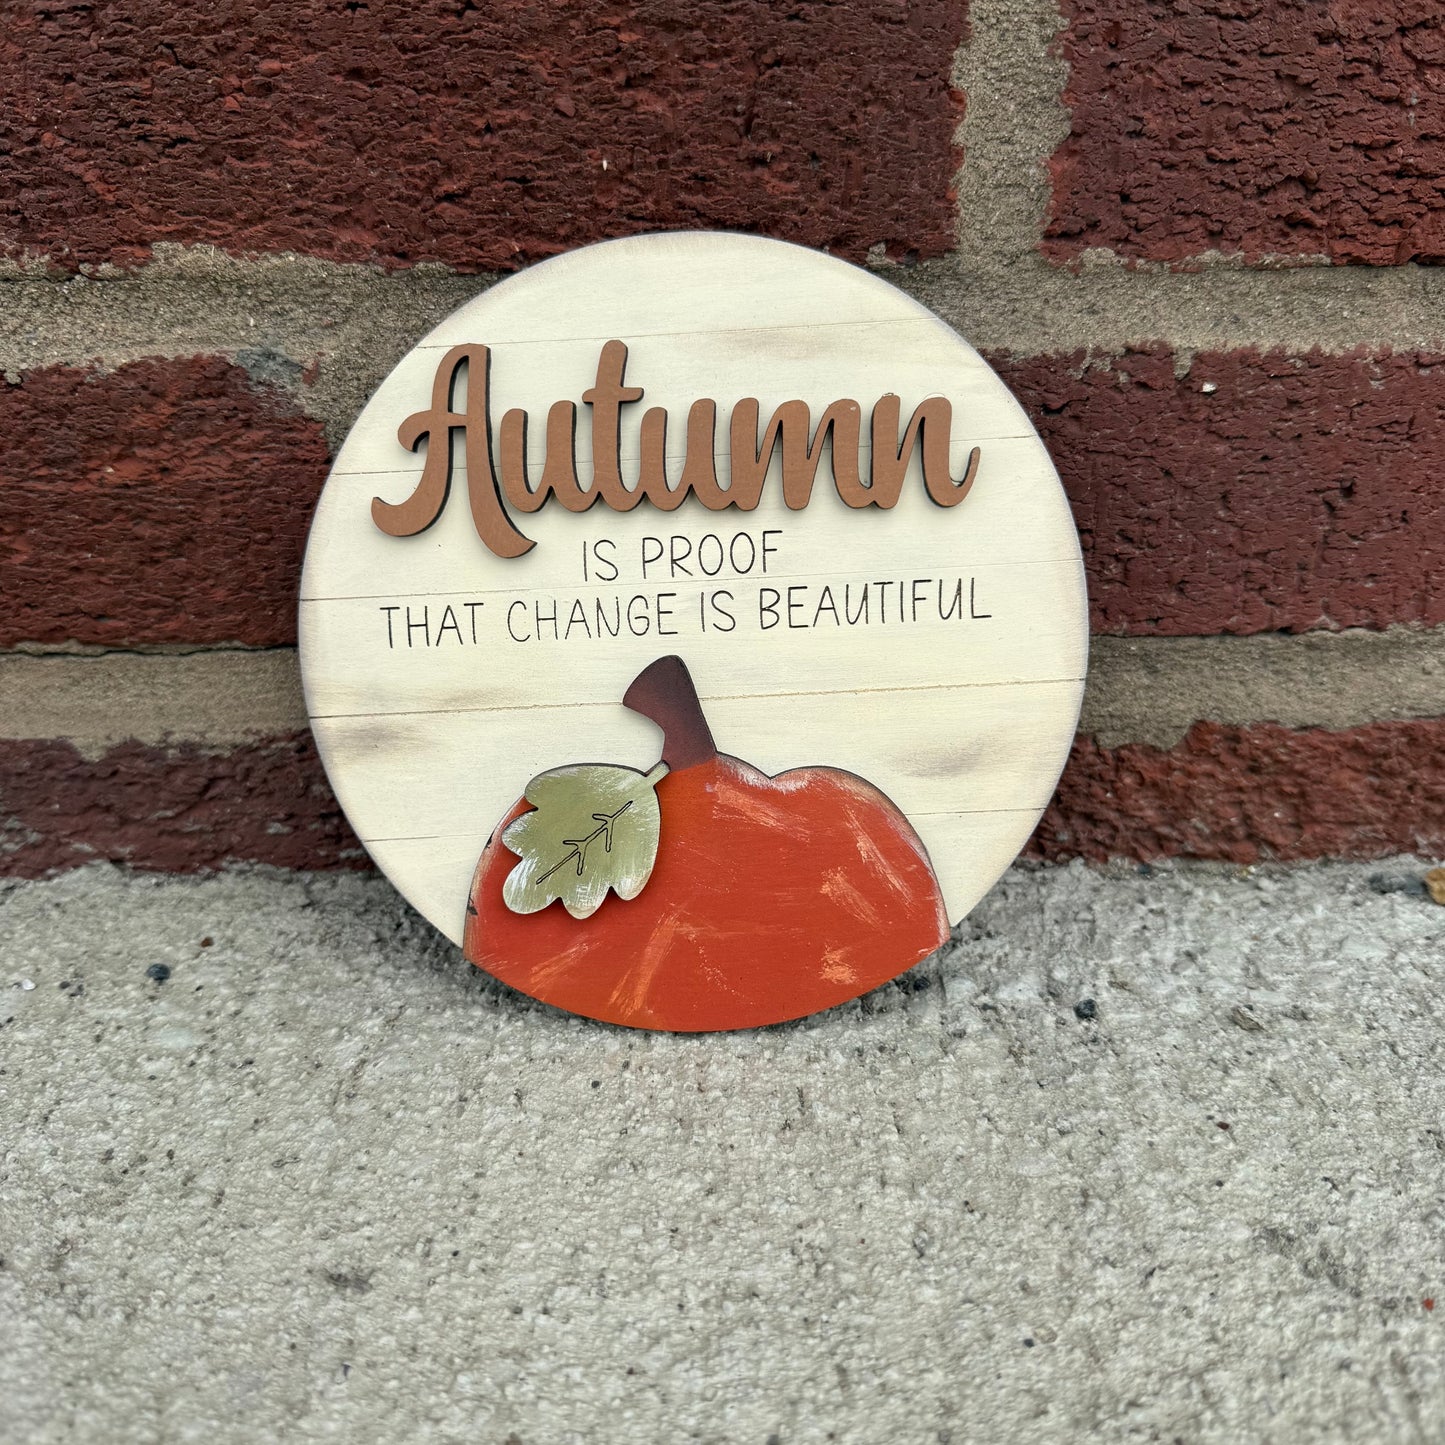 Autumn
IS PROOF
THAT CHANGE IS BEAUTIFUL